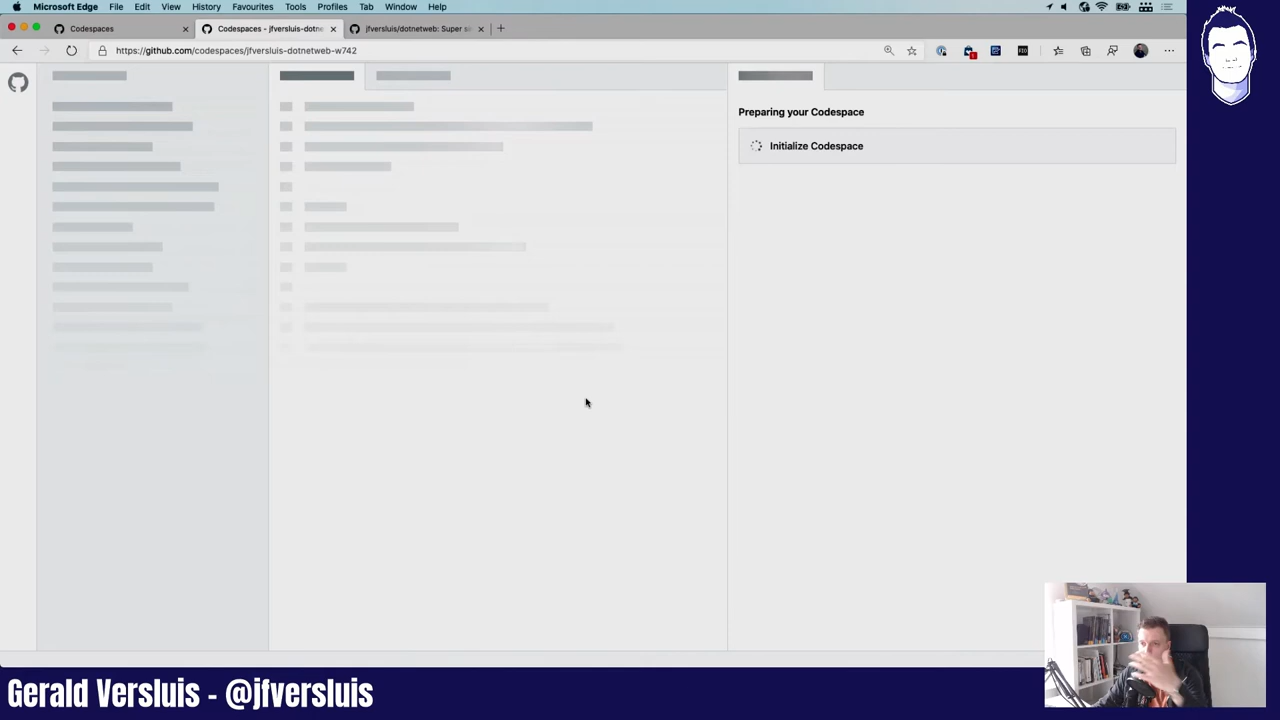 Microsoft Edge File Edit View History Favourites Tools Profiles Tab Window Help
Codespaces
Codespaces - jfversluis-dotne
jfversluis/dotnetweb: Super si
https://github.com/codespaces/jfversluis-dotnetweb-w742
Preparing your Codespace
Initialize Codespace
Gerald Versluis - @jfversluis